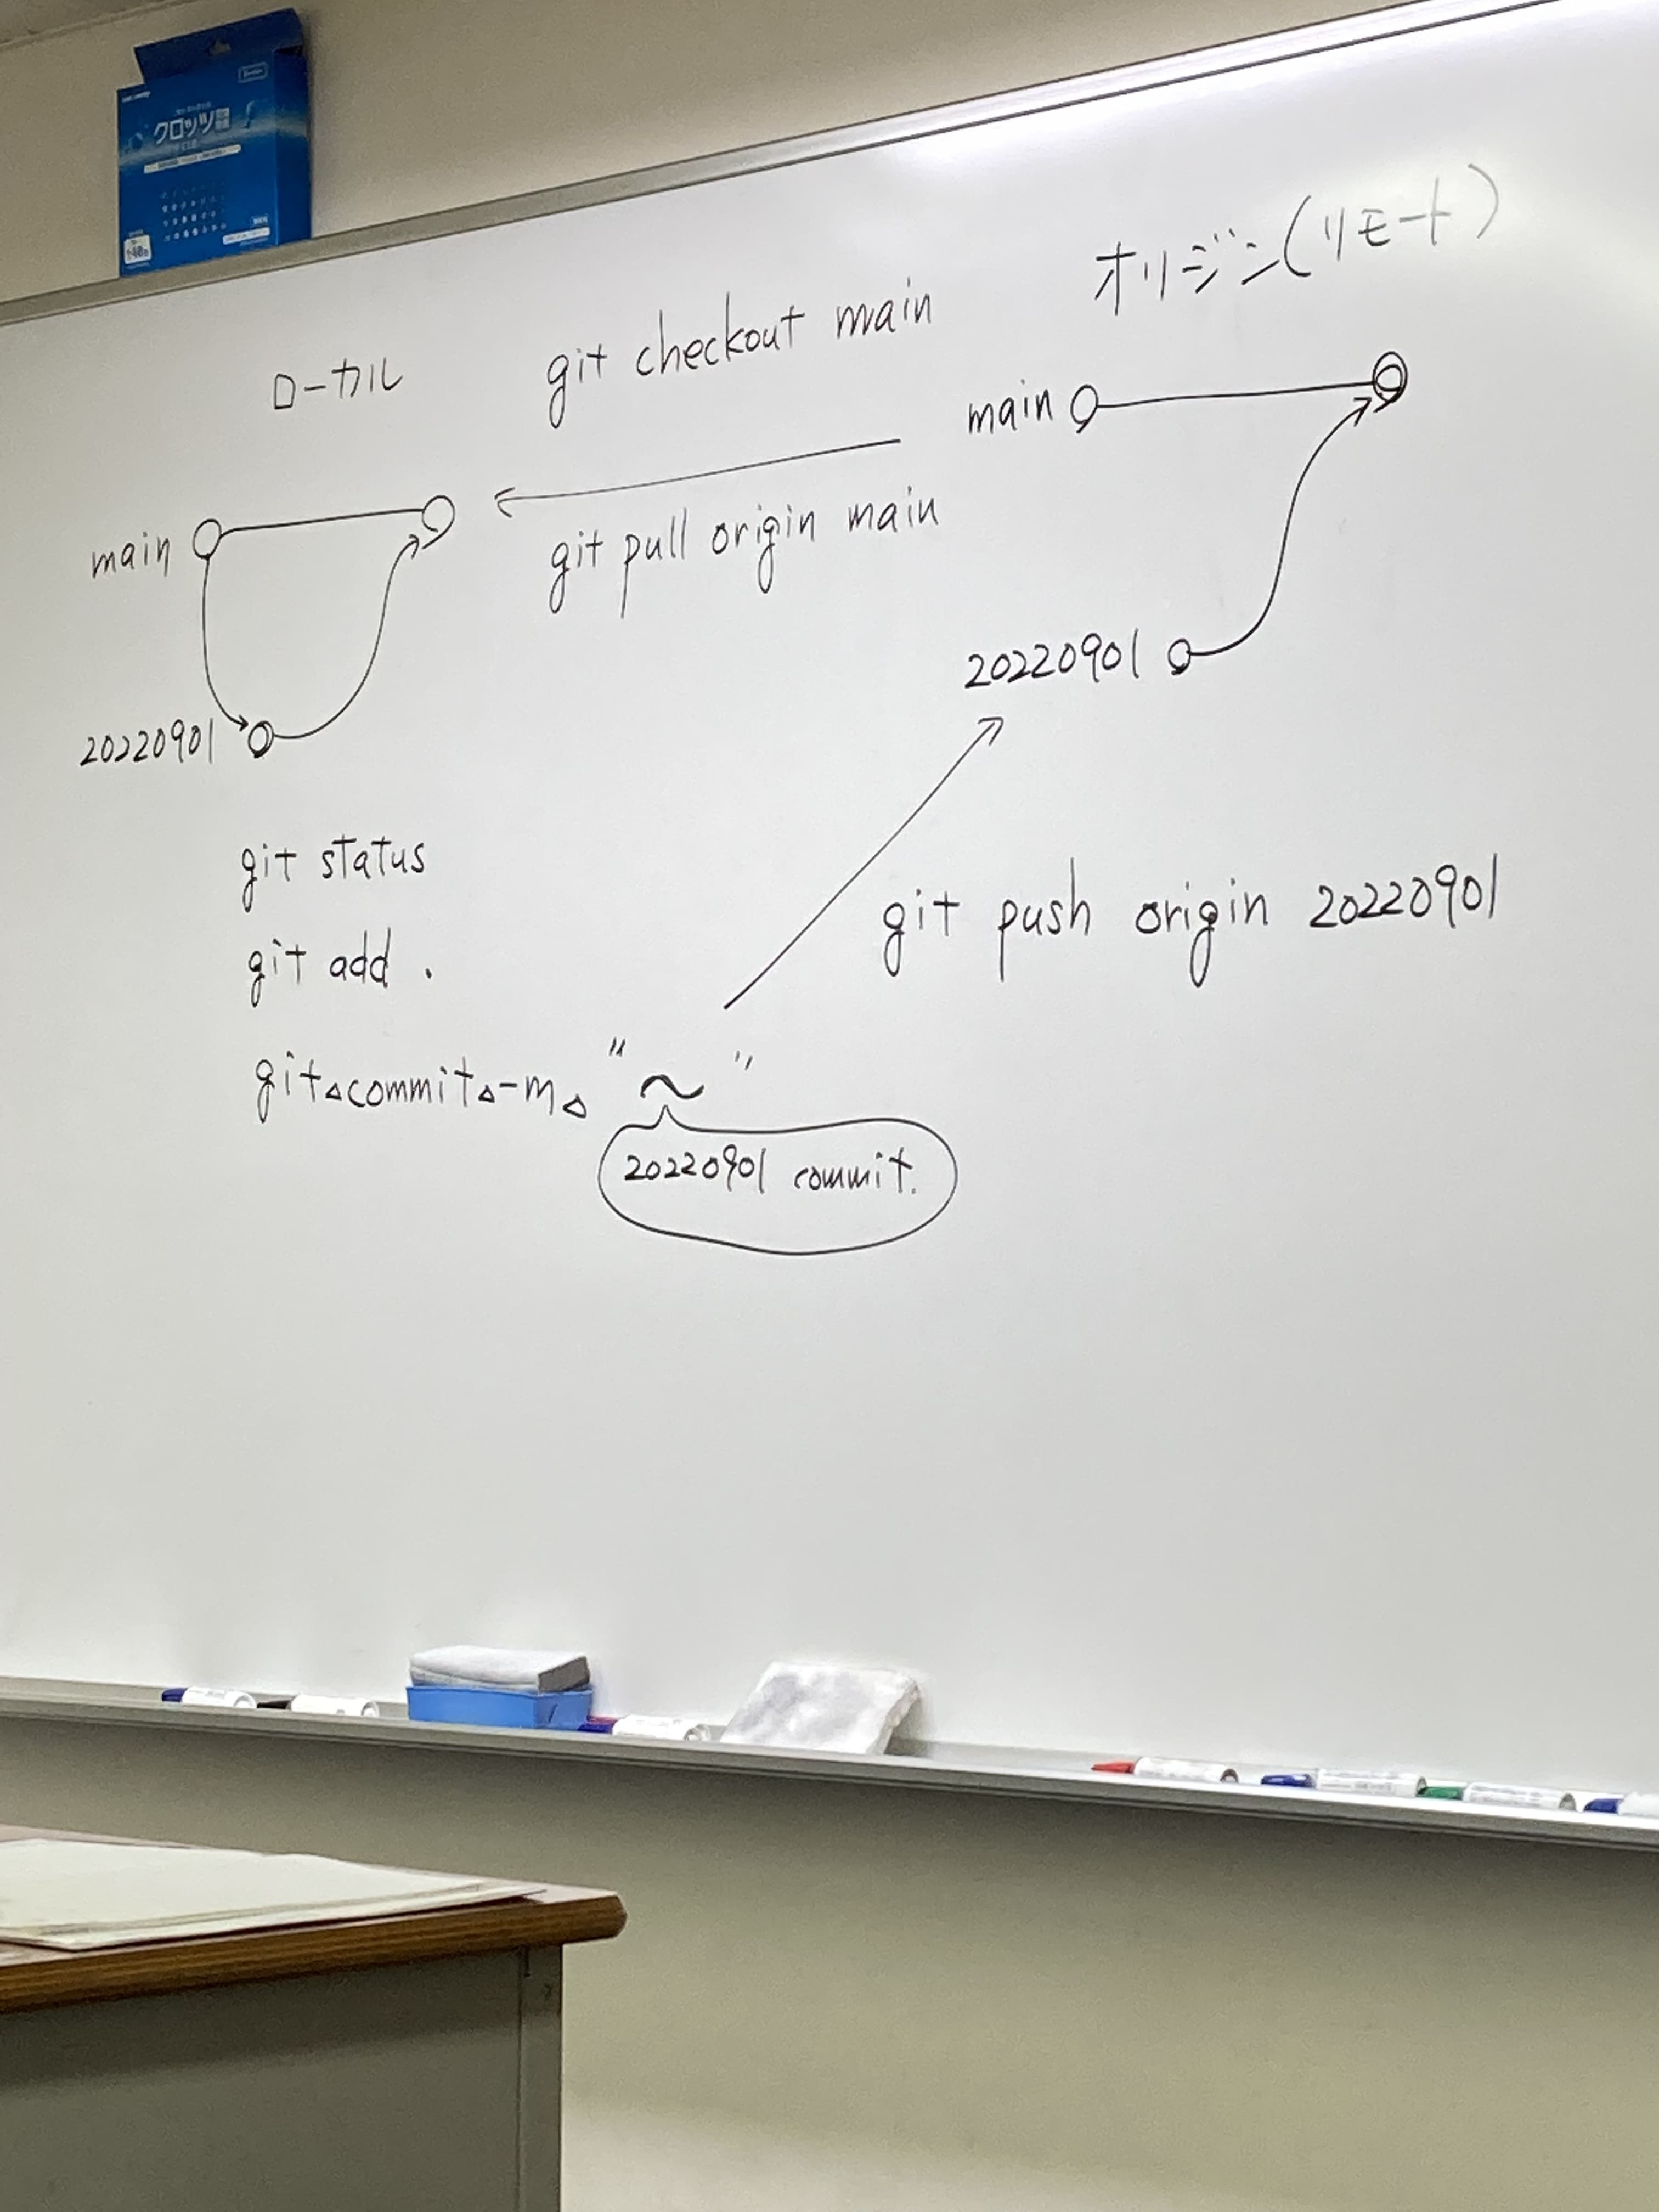 クロッツ
オリジン(リモート)
ローカル
git checkout main
main
main
git pull origin main
20220901
20220901
git status
git add .
git push origin 20220901
git△commit△-m△"~"
20220901 commit.